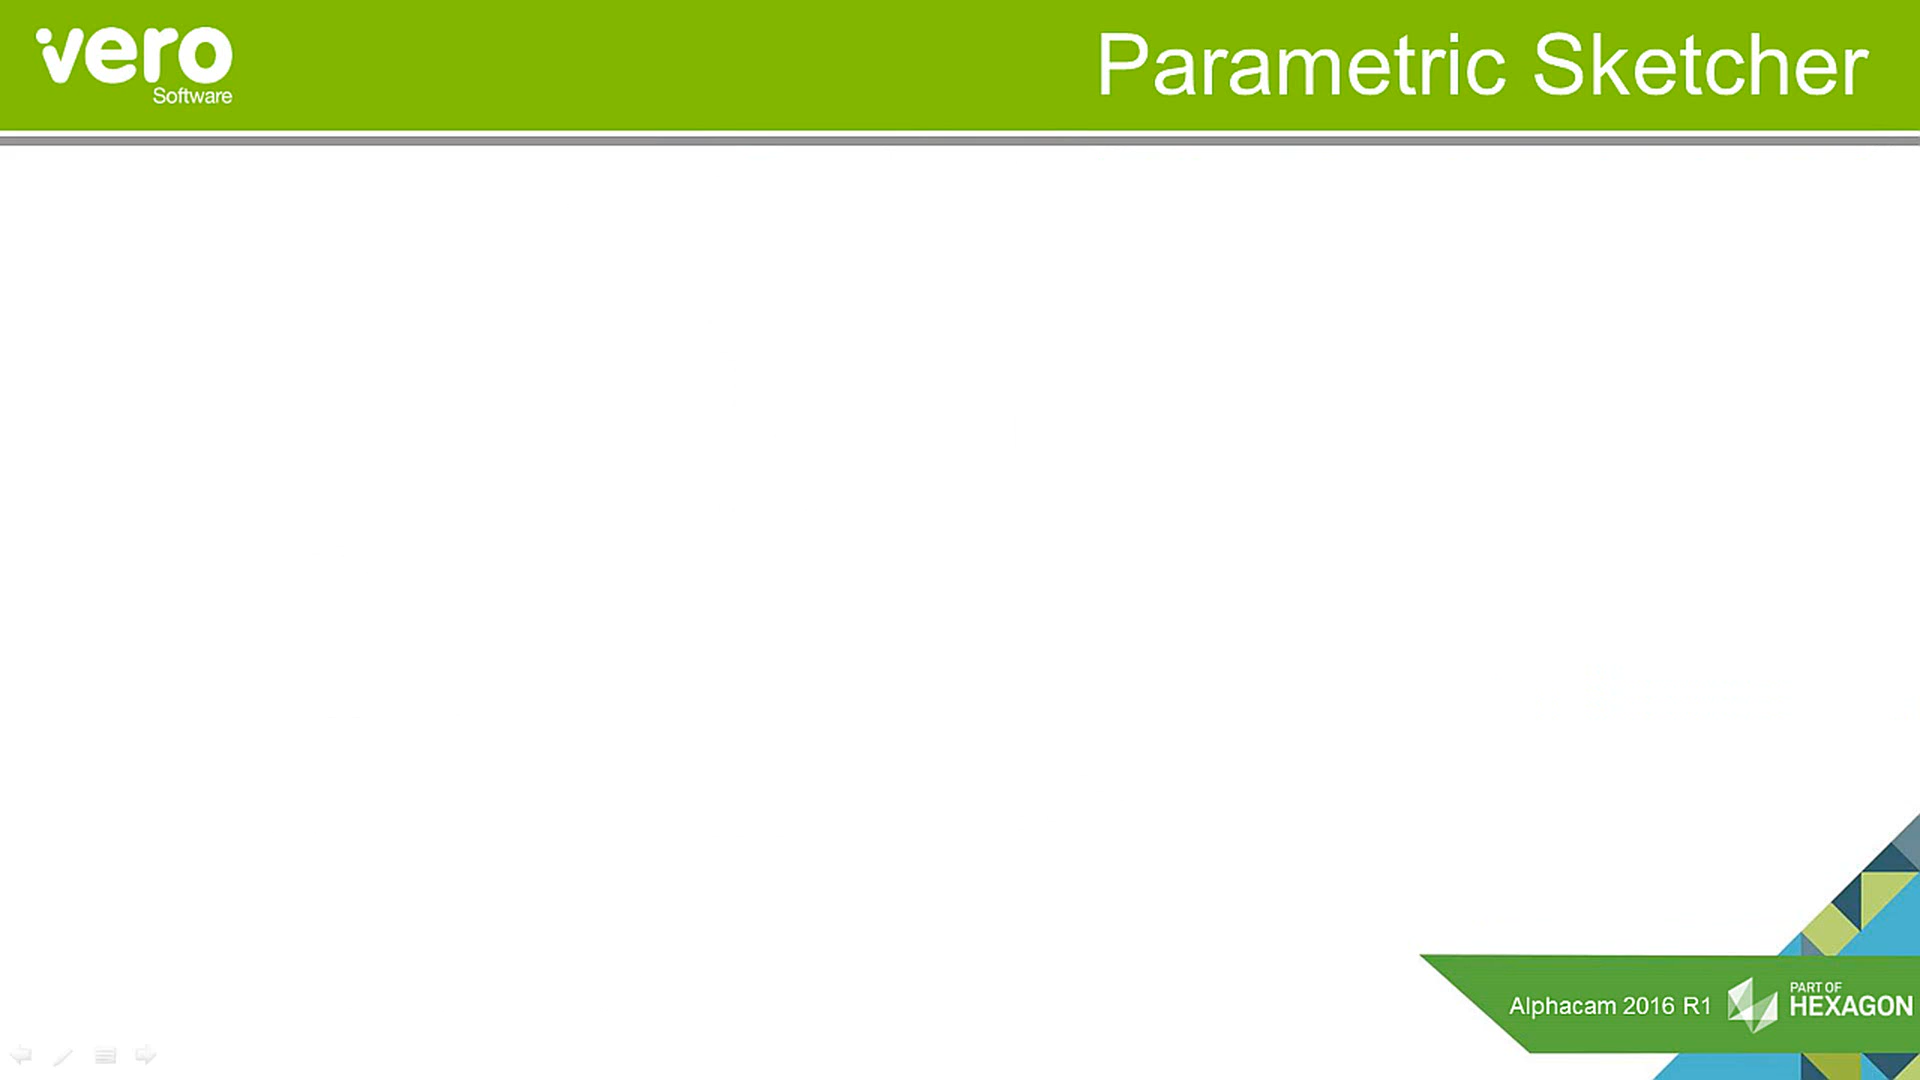 vero
Software
Parametric Sketcher
Alphacam 2016 R1
PART OF
HEXAGON